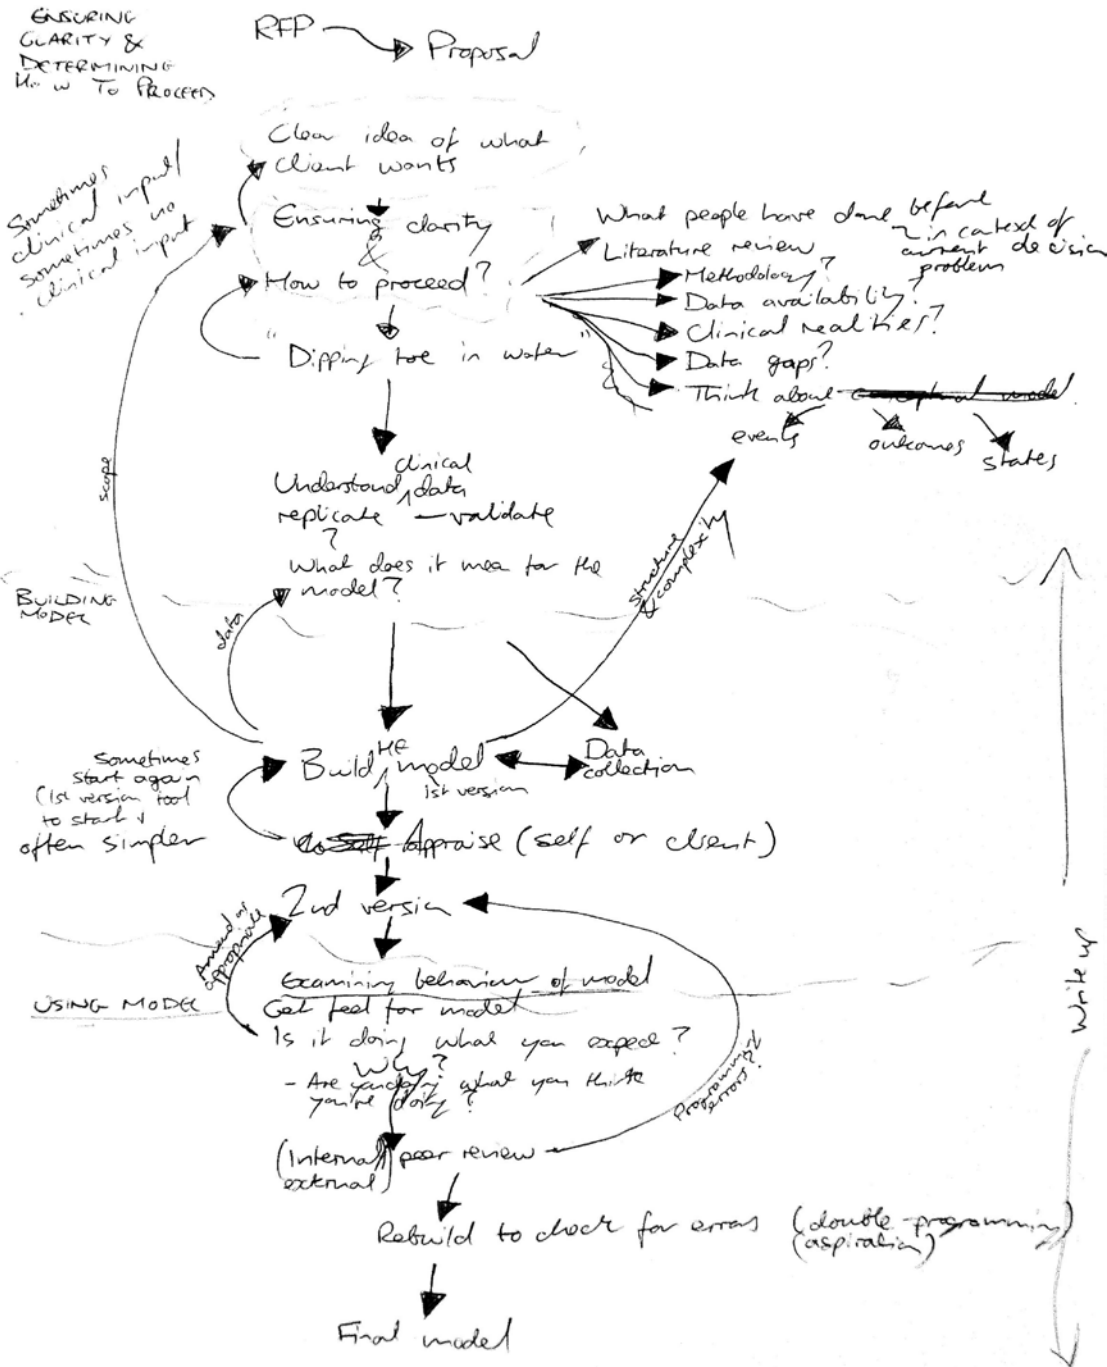 ENSURING
CLARITY &
DETERMINING
How To PROCEED
RFP
Proposal
Clear idea of what
client wants
Sometimes
clinical input/
sometimes no
clinical input
Ensuring clarity
&
How to proceed?
"Dipping toe in water"
What people have done before
in context of
current decision
problem
Literature review
Methodology?
Data availability?
Clinical realities?
Data gaps?
Think about conceptual model
events
outcomes
states
scope
clinical
Understand data
replicate - validate
?
What does it mean for the
model?
structure
& complexity
BUILDING
MODEL
data
HE
Build model
1st version
Data
collection
Sometimes
start again
(1st version tool
to start
often simpler
Appraise (self or client)
2nd version
Amend as
appropriate
USING MODEL
Examining behaviour of model
Get feel for model
Is it doing what you expect?
Why?
- Are you doing what you think
you're doing?
Programming
errors?
(Internal/ peer review
external)
Rebuild to check for errors (double-programming)
(aspiration)
Final model
Write up